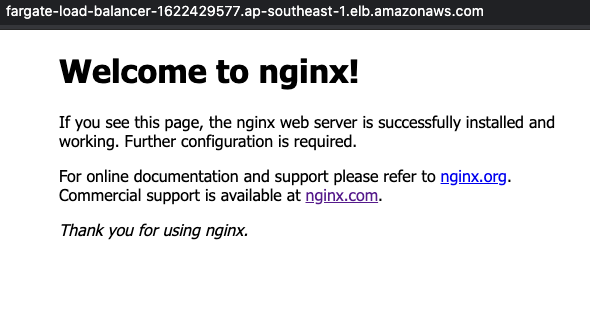 fargate-load-balancer-1622429577.ap-southeast-1.elb.amazonaws.com
Welcome to nginx!
If you see this page, the nginx web server is successfully installed and
working. Further configuration is required.
For online documentation and support please refer to nginx.org.
Commercial support is available at nginx.com.
Thank you for using nginx.